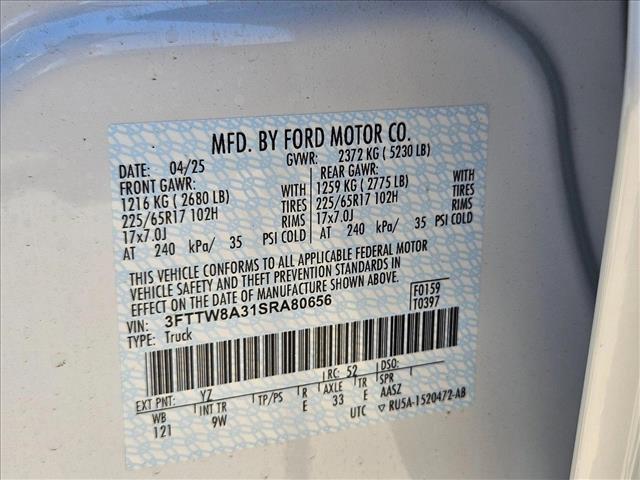 MFD. BY FORD MOTOR CO.
DATE: 04/25 GVWR: 2372 KG ( 5230 LB)
FRONT GAWR: REAR GAWR:
1216 KG ( 2680 LB) WITH 1259 KG ( 2775 LB) WITH
225/65R17 102H TIRES 225/65R17 102H TIRES
17x7.0J RIMS 17x7.0J RIMS
AT 240 kPa/ 35 PSI COLD AT 240 kPa/ 35 PSI COLD
THIS VEHICLE CONFORMS TO ALL APPLICABLE FEDERAL MOTOR
VEHICLE SAFETY AND THEFT PREVENTION STANDARDS IN
EFFECT ON THE DATE OF MANUFACTURE SHOWN ABOVE.
VIN: 3FTTW8A31SRA80656 F0159
TYPE: Truck T0397
EXT PNT: YZ RC: 52 DSO:
WB INT TR TP/PS R AXLE TR SPR
121 9W E 33 E AASZ
UTC ▽ RU5A-1520472-AB